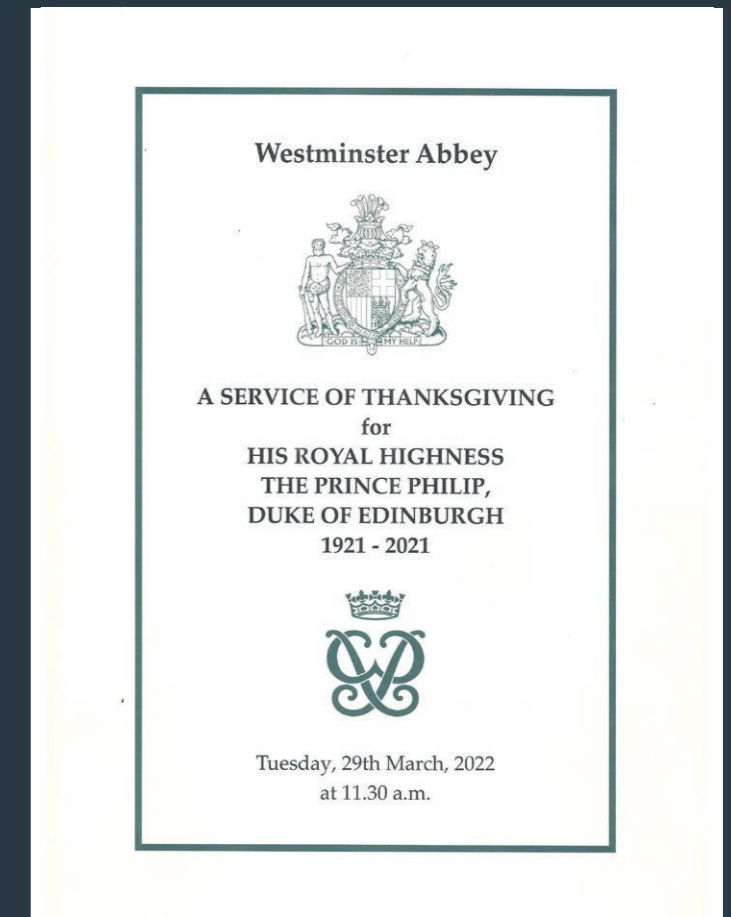 Westminster Abbey
GOD IS MY HELP
A SERVICE OF THANKSGIVING
for
HIS ROYAL HIGHNESS
THE PRINCE PHILIP,
DUKE OF EDINBURGH
1921 - 2021
Tuesday, 29th March, 2022
at 11.30 a.m.